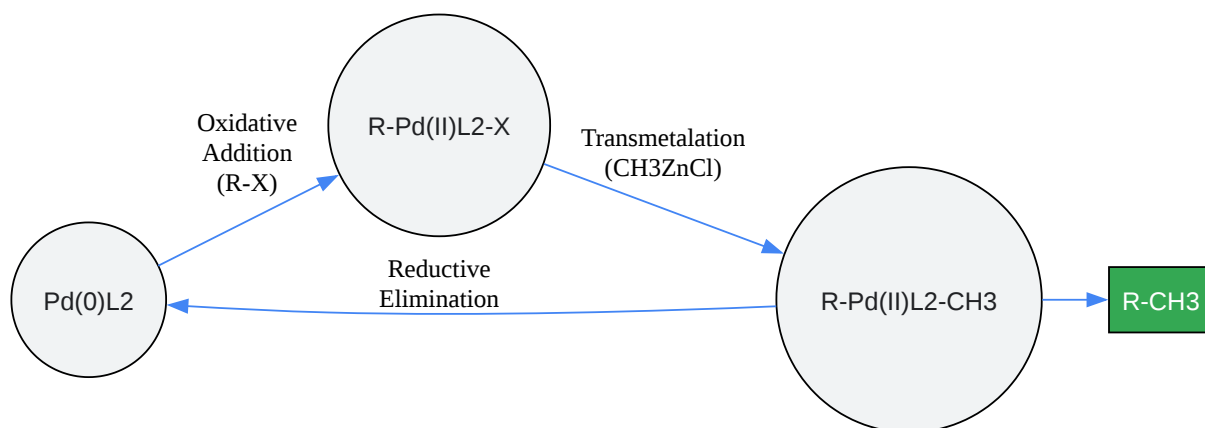 Oxidative
Addition
(R-X)
R-Pd(II)L2-X
Transmetalation
(CH3ZnCl)
Pd(0)L2
Reductive
Elimination
R-Pd(II)L2-CH3
R-CH3